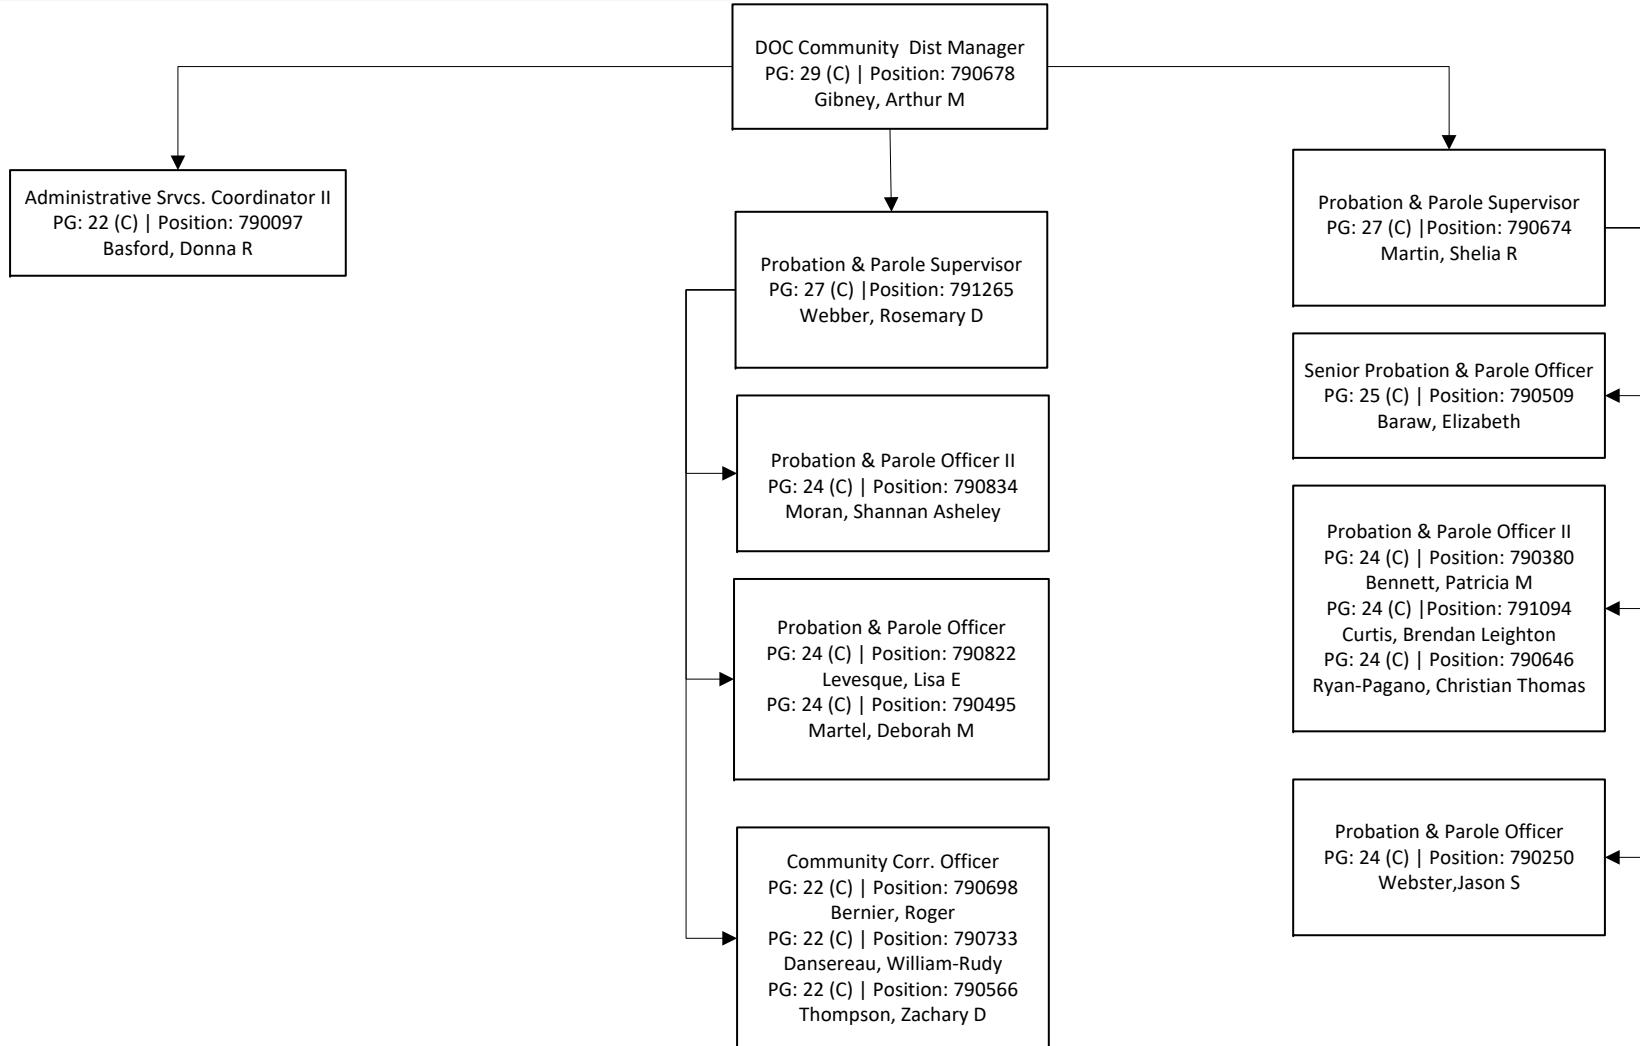 DOC Community  Dist Manager
PG: 29 (C) | Position: 790678
Gibney, Arthur M
Administrative Srvcs. Coordinator II
PG: 22 (C) | Position: 790097
Basford, Donna R
Probation & Parole Supervisor
PG: 27 (C) |Position: 791265
Webber, Rosemary D
Probation & Parole Officer II
PG: 24 (C) | Position: 790834
Moran, Shannan Asheley
Probation & Parole Officer
PG: 24 (C) | Position: 790822
Levesque, Lisa E
PG: 24 (C) | Position: 790495
Martel, Deborah M
Community Corr. Officer
PG: 22 (C) | Position: 790698
Bernier, Roger
PG: 22 (C) | Position: 790733
Dansereau, William-Rudy
PG: 22 (C) | Position: 790566
Thompson, Zachary D
Probation & Parole Supervisor
PG: 27 (C) |Position: 790674
Martin, Shelia R
Senior Probation & Parole Officer
PG: 25 (C) | Position: 790509
Baraw, Elizabeth
Probation & Parole Officer II
PG: 24 (C) | Position: 790380
Bennett, Patricia M
PG: 24 (C) |Position: 791094
Curtis, Brendan Leighton
PG: 24 (C) | Position: 790646
Ryan-Pagano, Christian Thomas
Probation & Parole Officer
PG: 24 (C) | Position: 790250
Webster,Jason S